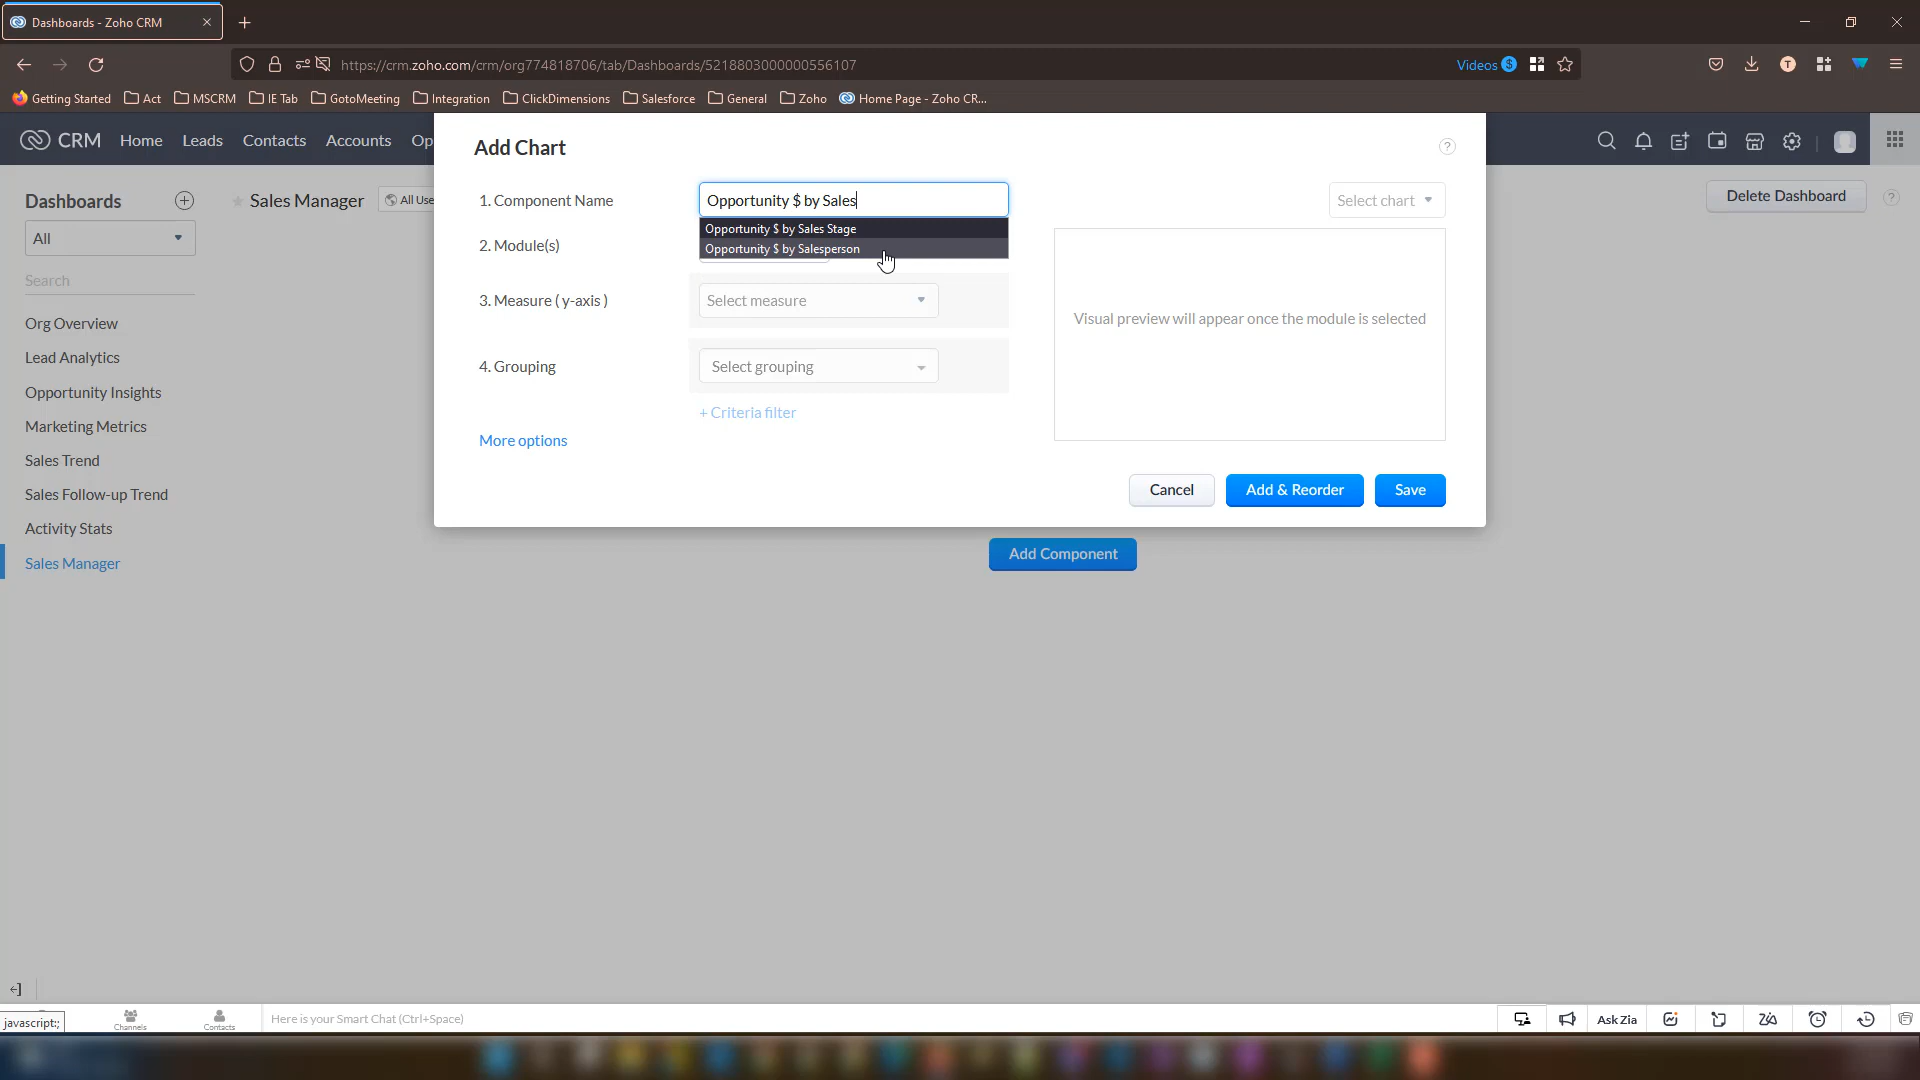 Dashboards - Zoho CRM
https://crm.zoho.com/crm/org774818706/tab/Dashboards/5218803000000556107
Videos
Getting Started
Act
MSCRM
IE Tab
GotoMeeting
Integration
ClickDimensions
Salesforce
General
Zoho
Home Page - Zoho CR...
CRM
Home
Leads
Contacts
Accounts
Op
Add Chart
Dashboards
Sales Manager
All Use
1. Component Name
Opportunity $ by Sales
Select chart
Delete Dashboard
All
Opportunity $ by Sales Stage
2. Module(s)
Opportunity $ by Salesperson
Search
3. Measure ( y-axis )
Select measure
Visual preview will appear once the module is selected
Org Overview
Lead Analytics
4. Grouping
Select grouping
Opportunity Insights
+ Criteria filter
Marketing Metrics
More options
Sales Trend
Cancel
Add & Reorder
Save
Sales Follow-up Trend
Activity Stats
Add Component
Sales Manager
javascript:;
Channels
Contacts
Here is your Smart Chat (Ctrl+Space)
Ask Zia